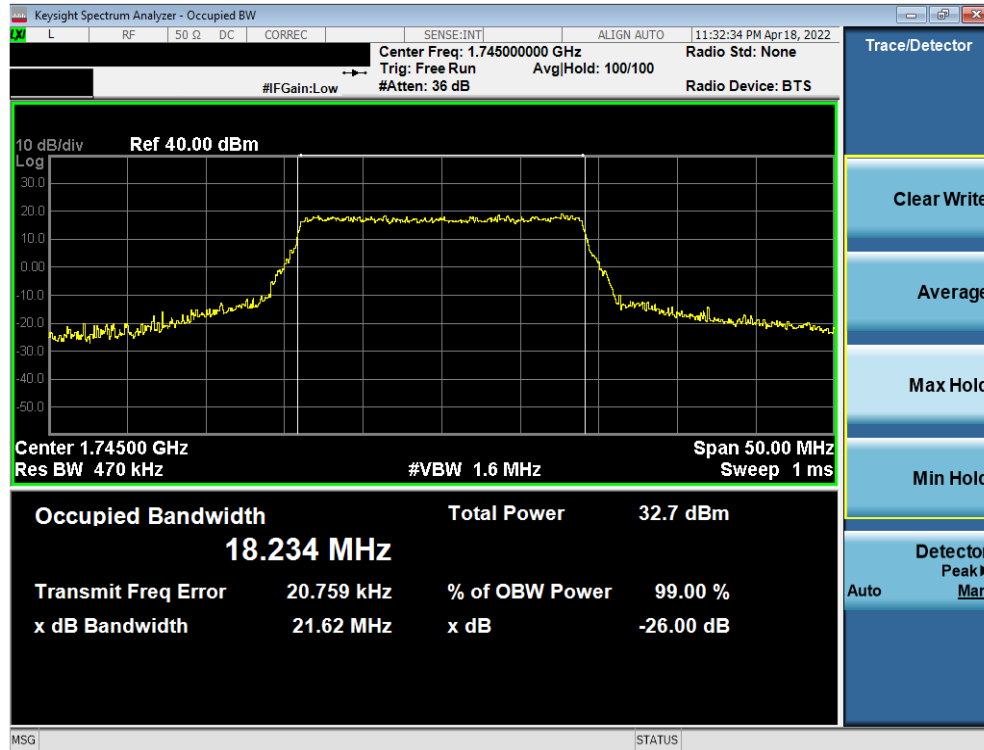 Keysight Spectrum Analyzer - Occupied BW
LXI L RF 50 Ω DC CORREC SENSE:INT ALIGN AUTO 11:32:34 PM Apr 18, 2022
Center Freq: 1.745000000 GHz Radio Std: None
Trig: Free Run Avg|Hold: 100/100
#IFGain:Low #Atten: 36 dB Radio Device: BTS
Trace/Detector
10 dB/div Ref 40.00 dBm
Log
30.0
20.0
10.0
0.00
-10.0
-20.0
-30.0
-40.0
-50.0
Center 1.74500 GHz Span 50.00 MHz
Res BW 470 kHz #VBW 1.6 MHz Sweep 1 ms
Clear Write
Average
Max Hold
Min Hold
Detector
Peak
Auto Man
Occupied Bandwidth Total Power 32.7 dBm
18.234 MHz
Transmit Freq Error 20.759 kHz % of OBW Power 99.00 %
x dB Bandwidth 21.62 MHz x dB -26.00 dB
MSG STATUS